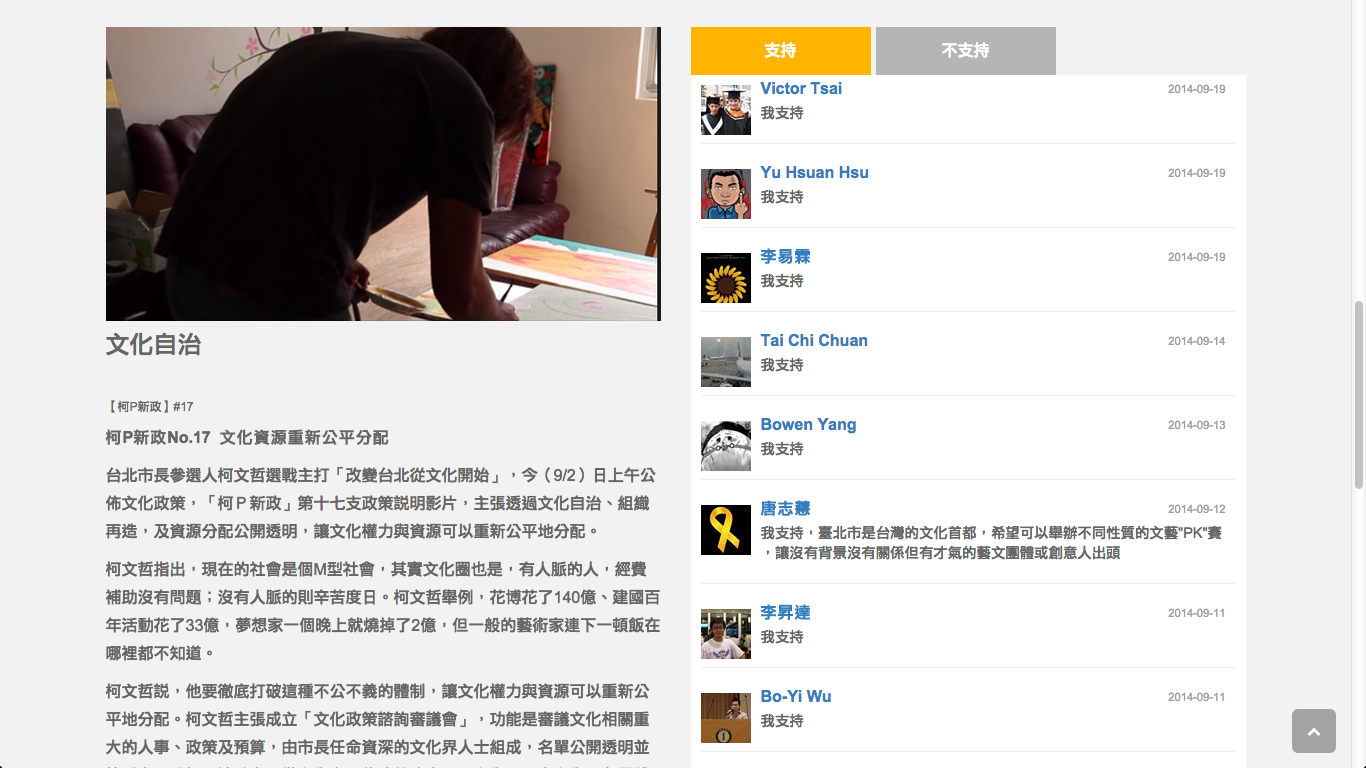 文化自治
【柯P新政】#17
柯P新政No.17 文化資源重新公平分配
台北市長參選人柯文哲選戰主打「改變台北從文化開始」，今（9/2）日上午公
佈文化政策，「柯Ｐ新政」第十七支政策説明影片，主張透過文化自治、組織
再造，及資源分配公開透明，讓文化權力與資源可以重新公平地分配。
柯文哲指出，現在的社會是個M型社會，其實文化圈也是，有人脈的人，經費
補助沒有問題；沒有人脈的則辛苦度日。柯文哲舉例，花博花了140億、建國百
年活動花了33億，夢想家一個晚上就燒掉了2億，但一般的藝術家連下一頓飯在
哪裡都不知道。
柯文哲説，他要徹底打破這種不公不義的體制，讓文化權力與資源可以重新公
平地分配。柯文哲主張成立「文化政策諮詢審議會」，功能是審議文化相關重
大的人事、政策及預算，由市長任命資深的文化界人士組成，名單公開透明並
支持
不支持
Victor Tsai
2014-09-19
我支持
Yu Hsuan Hsu
2014-09-19
我支持
李易霖
2014-09-19
我支持
Tai Chi Chuan
2014-09-14
我支持
Bowen Yang
2014-09-13
我支持
唐志慧
2014-09-12
我支持，臺北市是台灣的文化首都，希望可以舉辦不同性質的文藝"PK"賽
，讓沒有背景沒有關係但有才氣的藝文團體或創意人出頭
李昇達
2014-09-11
我支持
Bo-Yi Wu
2014-09-11
我支持